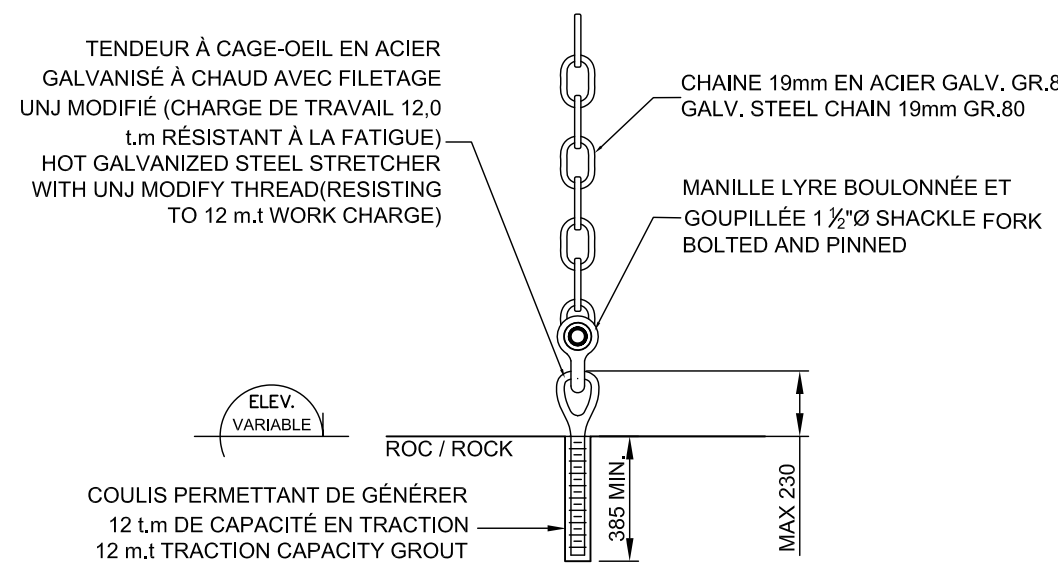 TENDEUR À CAGE-OEIL EN ACIER
GALVANISÉ À CHAUD AVEC FILETAGE
UNJ MODIFIÉ (CHARGE DE TRAVAIL 12,0
t.m RÉSISTANT À LA FATIGUE)
HOT GALVANIZED STEEL STRETCHER
WITH UNJ MODIFY THREAD(RESISTING
TO 12 m.t WORK CHARGE)
CHAINE 19mm EN ACIER GALV. GR.8
GALV. STEEL CHAIN 19mm GR.80
MANILLE LYRE BOULONNÉE ET
GOUPILLÉE 1 ½"Ø SHACKLE FORK
BOLTED AND PINNED
ELEV.
VARIABLE
ROC / ROCK
385 MIN.
MAX 230
COULIS PERMETTANT DE GÉNÉRER
12 t.m DE CAPACITÉ EN TRACTION
12 m.t TRACTION CAPACITY GROUT